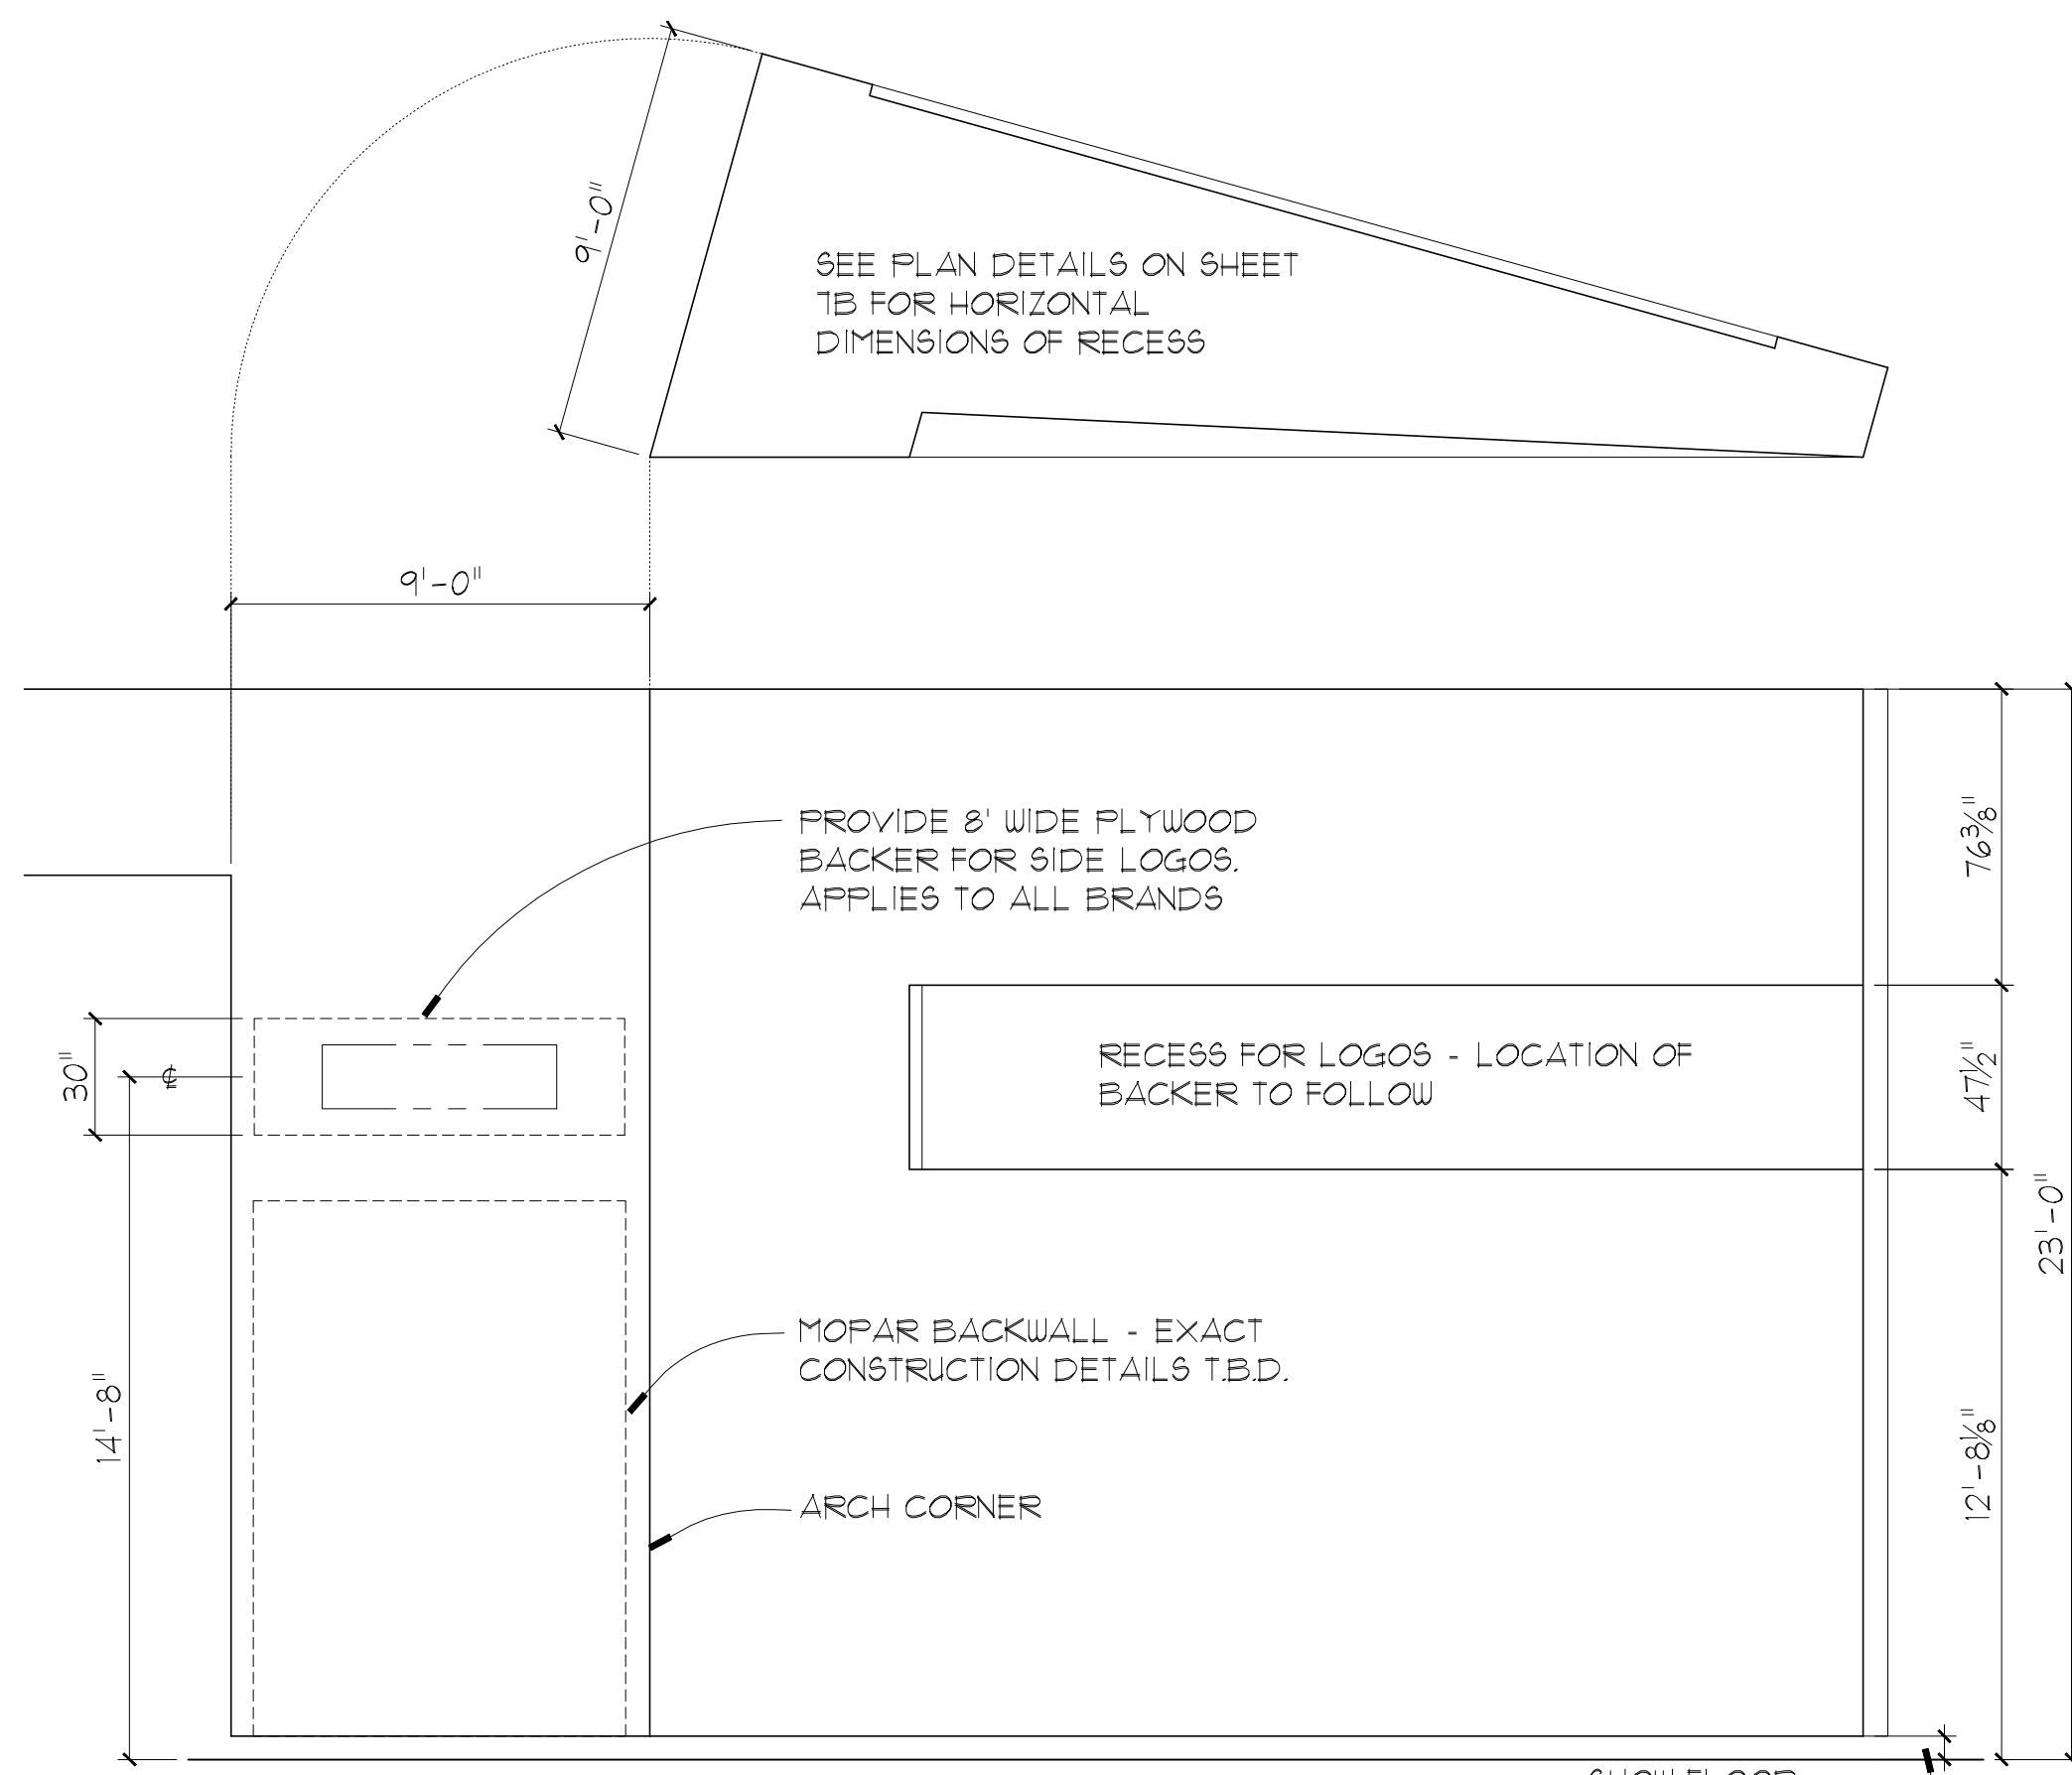 9'-0"
SEE PLAN DETAILS ON SHEET
7B FOR HORIZONTAL
DIMENSIONS OF RECESS
9'-0"
PROVIDE 8' WIDE PLYWOOD
BACKER FOR SIDE LOGOS.
APPLIES TO ALL BRANDS
76⅜"
30"
℄
RECESS FOR LOGOS - LOCATION OF
BACKER TO FOLLOW
47½"
23'-0"
MOPAR BACKWALL - EXACT
CONSTRUCTION DETAILS T.B.D.
14'-8"
12'-8⅛"
ARCH CORNER